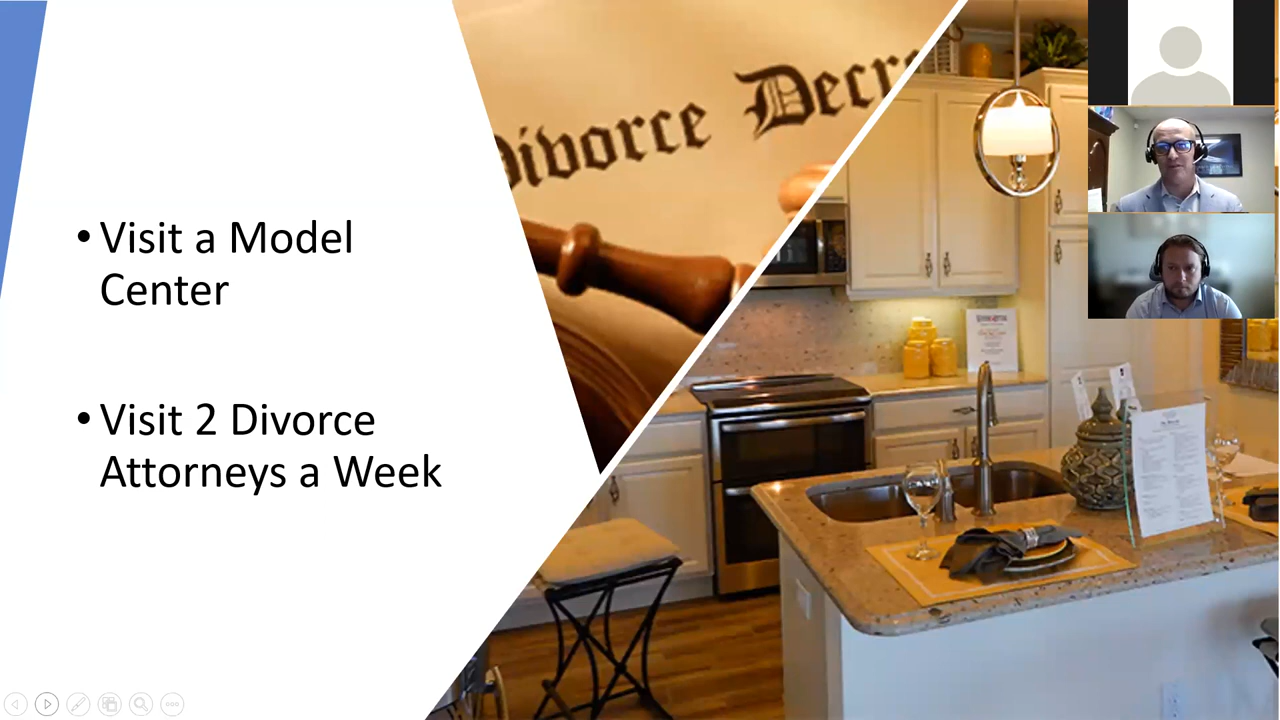 • Visit a Model
Center
• Visit 2 Divorce
Attorneys a Week
Divorce Decre